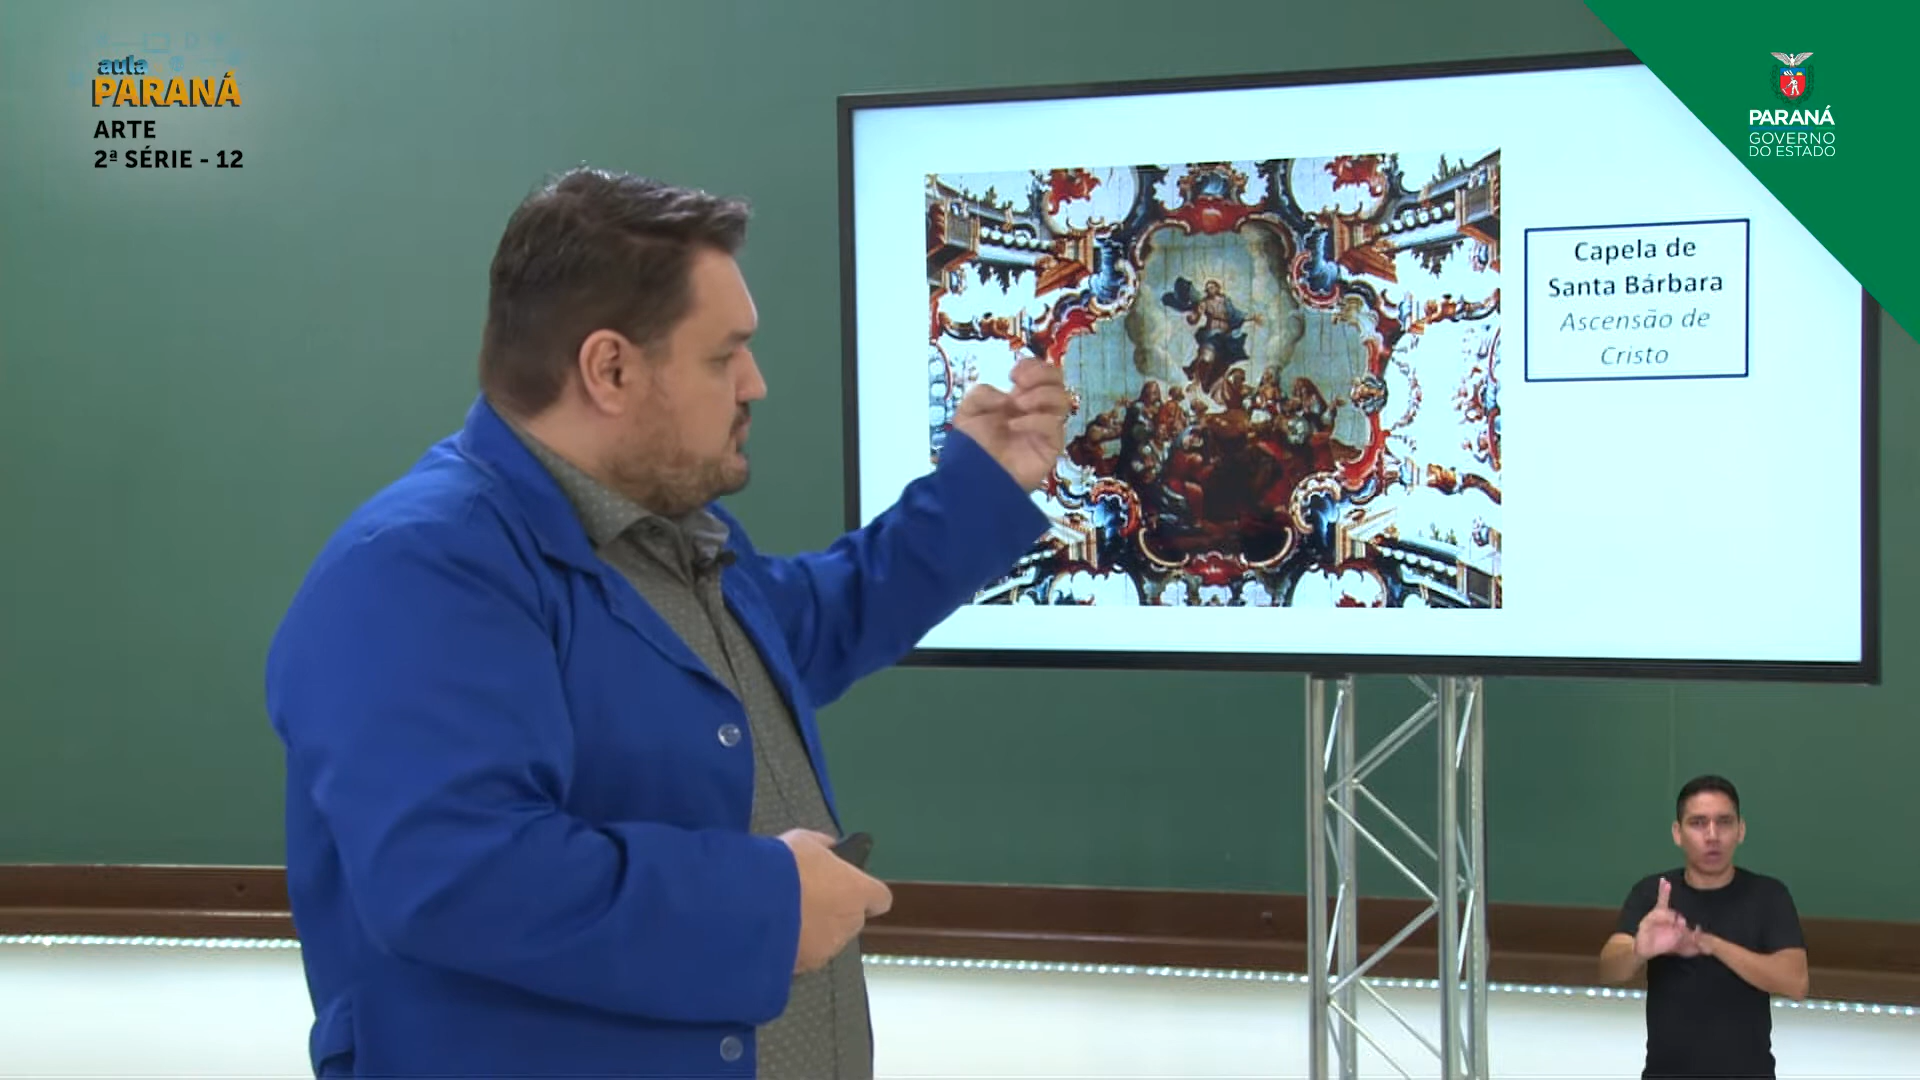 aula
PARANÁ
ARTE
2ª SÉRIE - 12
PARANÁ
GOVERNO
DO ESTADO
Capela de
Santa Bárbara
Ascensão de
Cristo